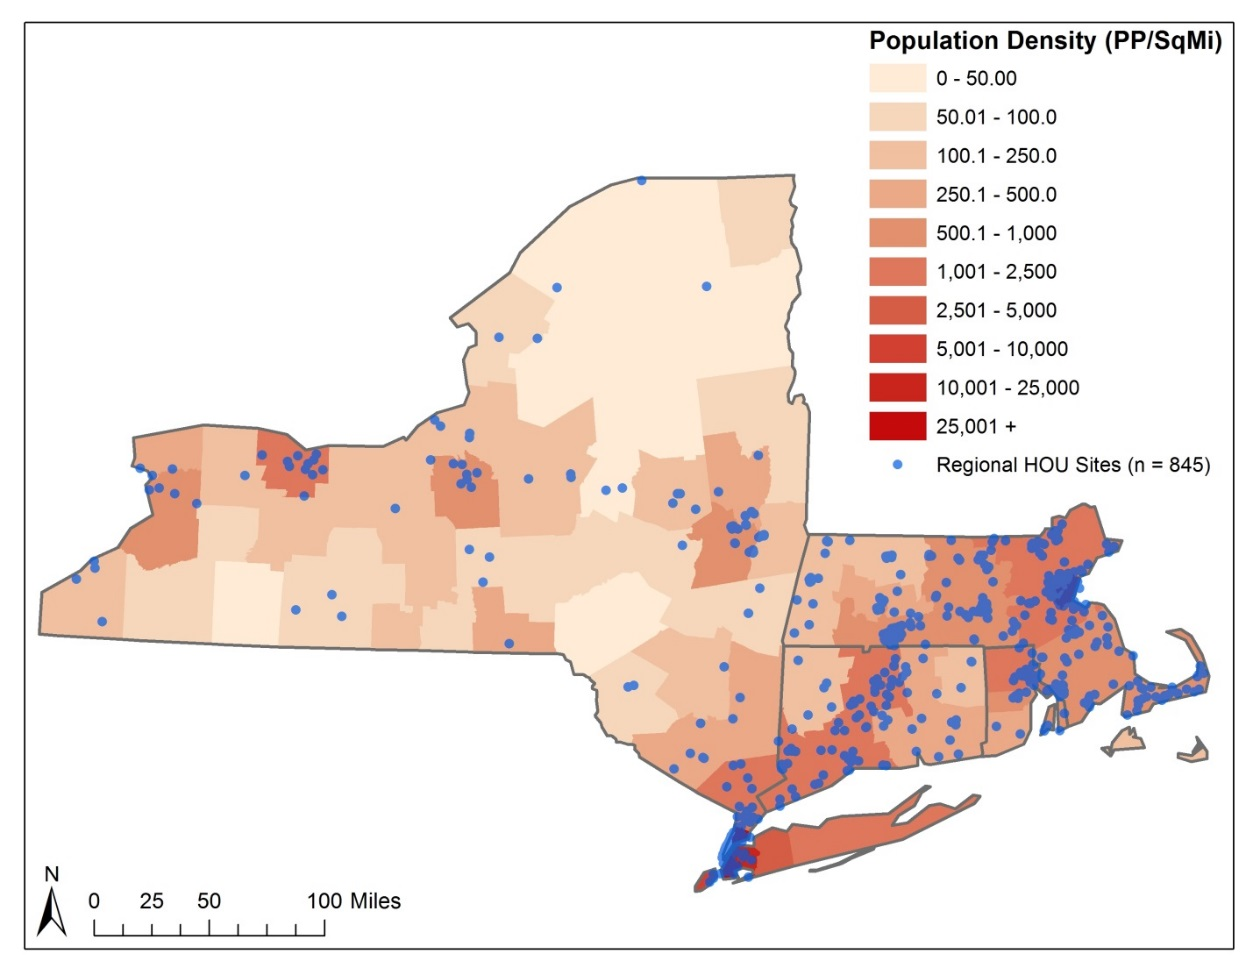 Population Density (PP/SqMi)
0 - 50.00
50.01 - 100.0
100.1 - 250.0
250.1 - 500.0
500.1 - 1,000
1,001 - 2,500
2,501 - 5,000
5,001 - 10,000
10,001 - 25,000
25,001 +
Regional HOU Sites (n = 845)
N
0 25 50 100 Miles